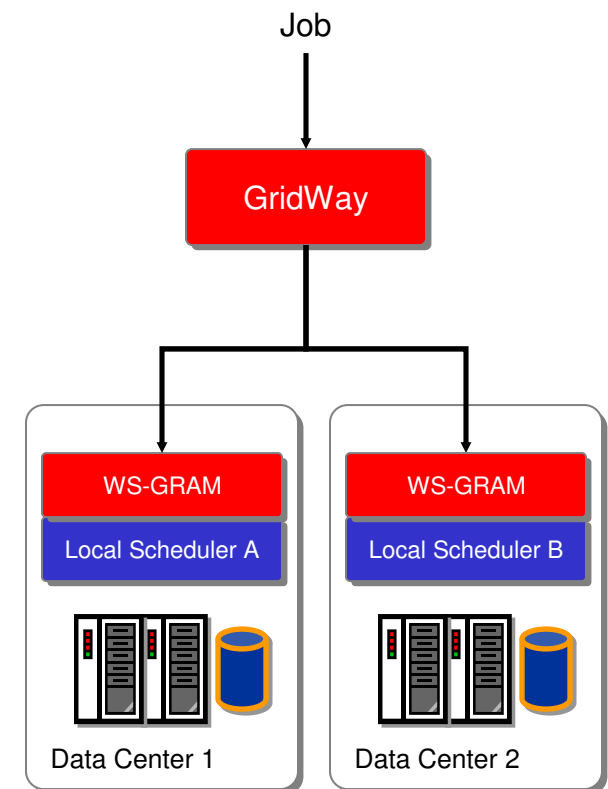 Job
GridWay
WS-GRAM
Local Scheduler A
Data Center 1
WS-GRAM
Local Scheduler B
Data Center 2